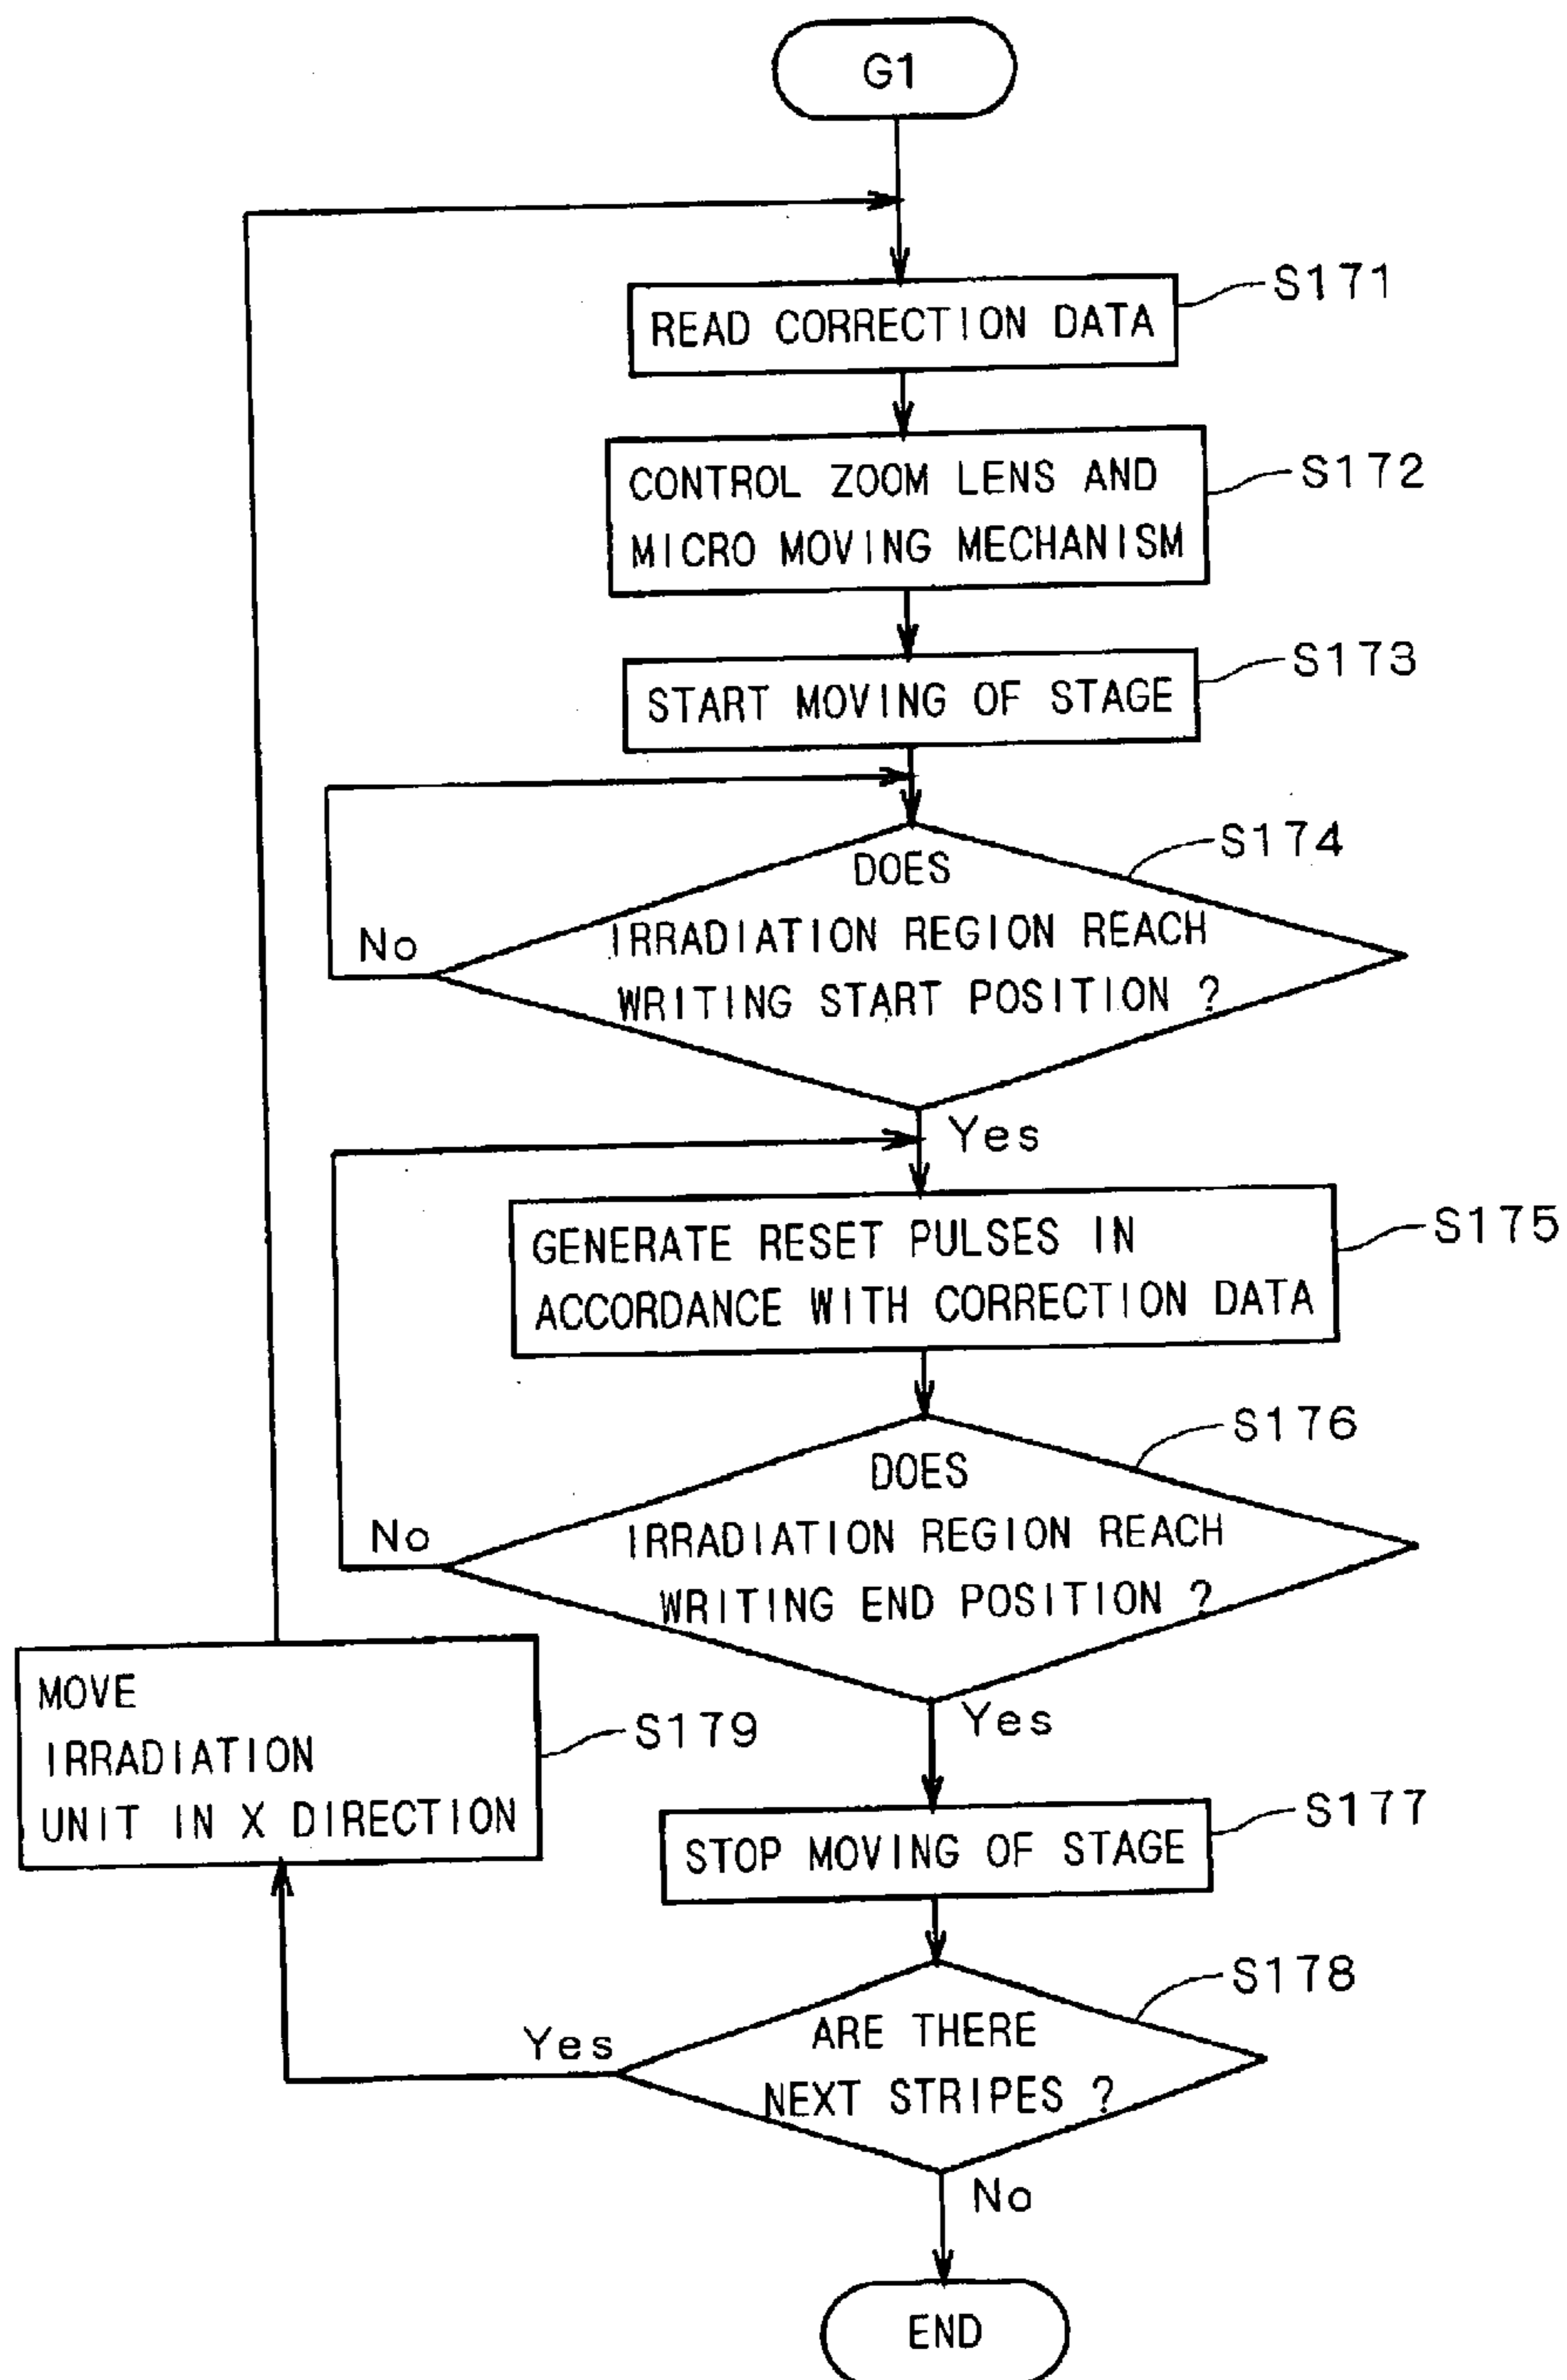 G1
READ CORRECTION DATA
S171
CONTROL ZOOM LENS AND
MICRO MOVING MECHANISM
S172
START MOVING OF STAGE
S173
DOES
IRRADIATION REGION REACH
WRITING START POSITION ?
S174
No
Yes
GENERATE RESET PULSES IN
ACCORDANCE WITH CORRECTION DATA
S175
DOES
IRRADIATION REGION REACH
WRITING END POSITION ?
S176
No
Yes
MOVE
IRRADIATION
UNIT IN X DIRECTION
S179
STOP MOVING OF STAGE
S177
ARE THERE
NEXT STRIPES ?
S178
Yes
No
END